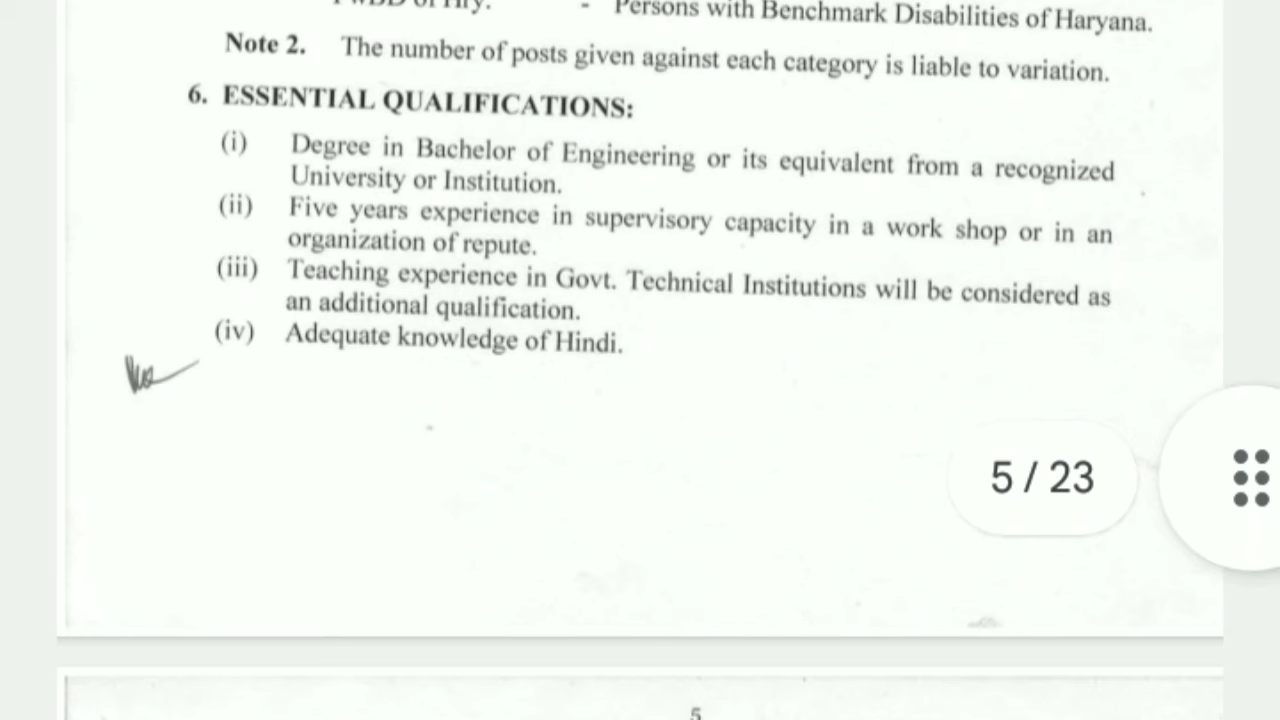 - Persons with Benchmark Disabilities of Haryana.
Note 2. The number of posts given against each category is liable to variation.
6. ESSENTIAL QUALIFICATIONS:
(i) Degree in Bachelor of Engineering or its equivalent from a recognized
University or Institution.
(ii) Five years experience in supervisory capacity in a work shop or in an
organization of repute.
(iii) Teaching experience in Govt. Technical Institutions will be considered as
an additional qualification.
(iv) Adequate knowledge of Hindi.
5 / 23
5